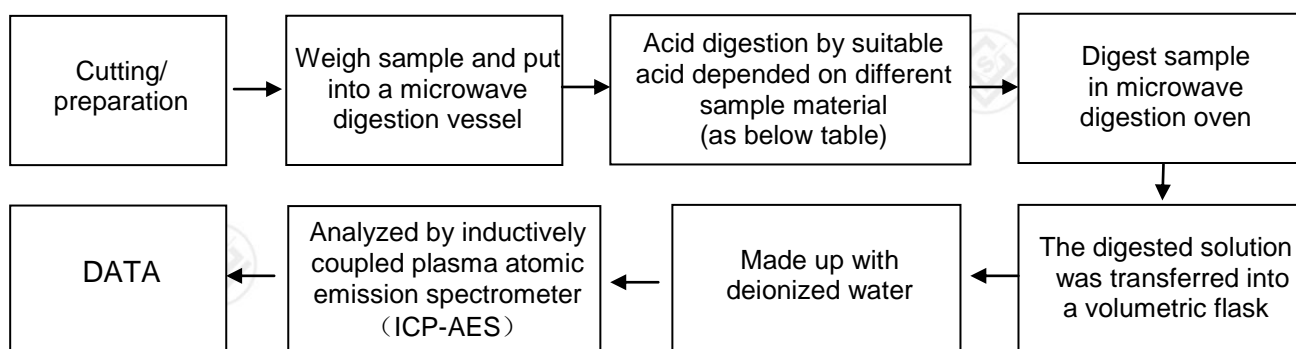 Cutting/
preparation
Weigh sample and put
into a microwave
digestion vessel
Acid digestion by suitable
acid depended on different
sample material
(as below table)
Digest sample
in microwave
digestion oven
The digested solution
was transferred into
a volumetric flask
Made up with
deionized water
Analyzed by inductively
coupled plasma atomic
emission spectrometer
（ICP-AES）
DATA